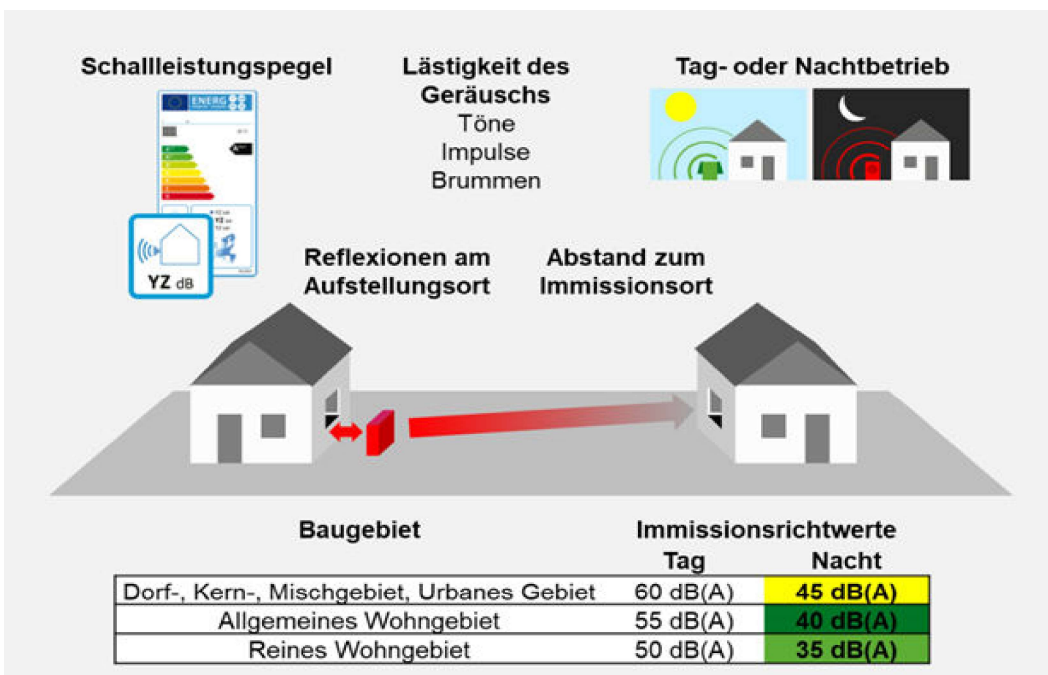 Schallleistungspegel
ENERG
YZ dB
Lästigkeit des
Geräuschs
Töne
Impulse
Brummen
Tag- oder Nachtbetrieb
Reflexionen am
Aufstellungsort
Abstand zum
Immissionsort
Baugebiet
Immissionsrichtwerte
Tag
Nacht
Dorf-, Kern-, Mischgebiet, Urbanes Gebiet 60 dB(A) 45 dB(A)
Allgemeines Wohngebiet 55 dB(A) 40 dB(A)
Reines Wohngebiet 50 dB(A) 35 dB(A)